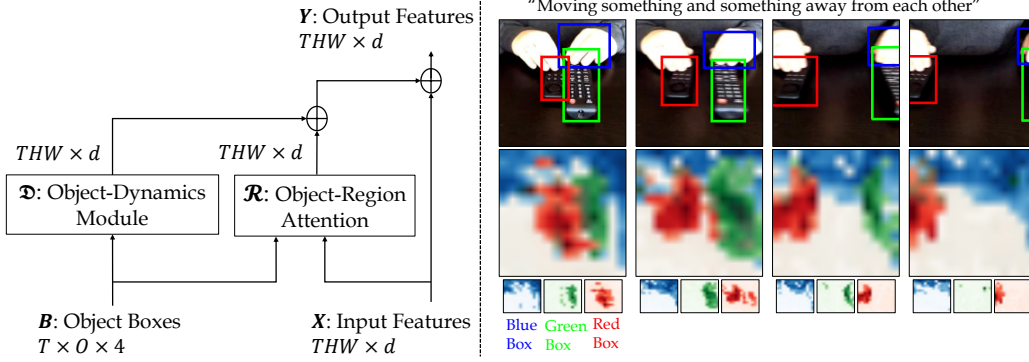 Y: Output Features
THW × d
THW × d
THW × d
𝕯: Object-Dynamics
Module
𝓡: Object-Region
Attention
B: Object Boxes
T × O × 4
X: Input Features
THW × d
“Moving something and something away from each other”
Blue
Box
Green
Box
Red
Box